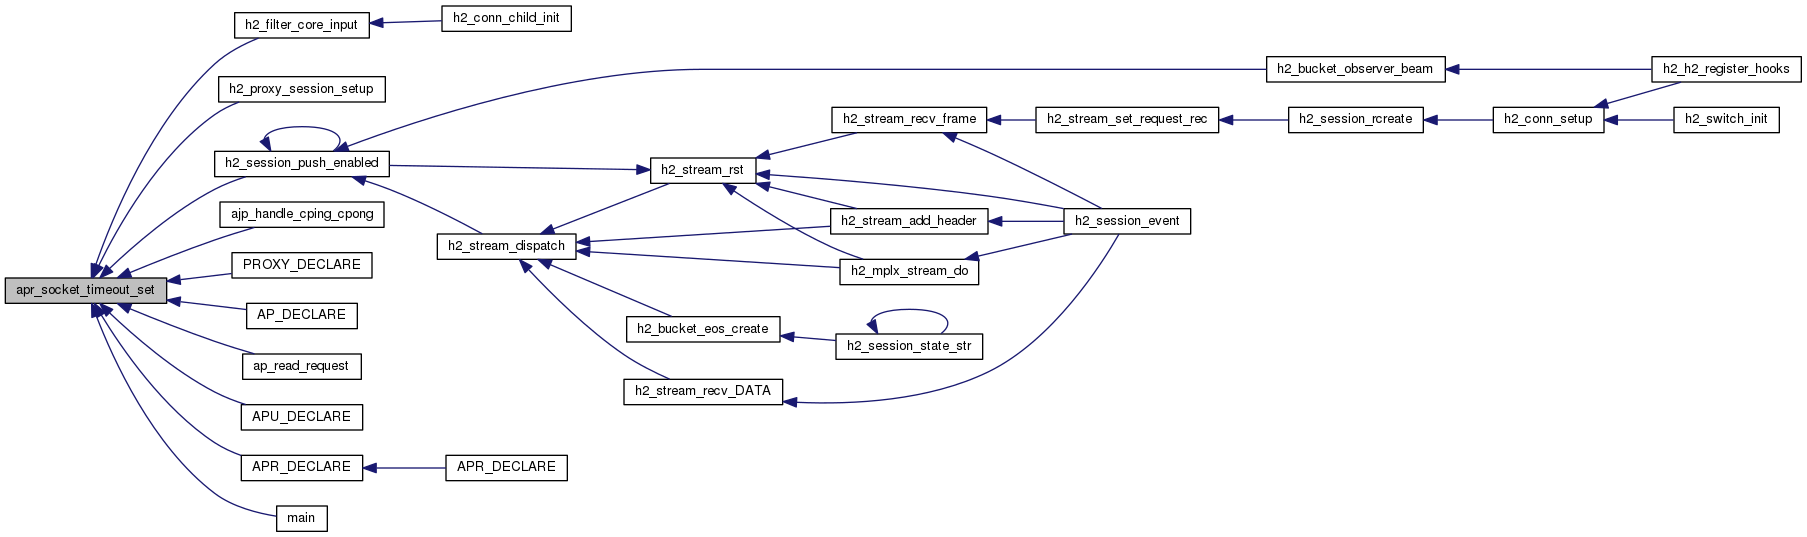 h2_filter_core_input
h2_conn_child_init
h2_bucket_observer_beam
h2_h2_register_hooks
h2_proxy_session_setup
h2_stream_recv_frame
h2_stream_set_request_rec
h2_session_rcreate
h2_conn_setup
h2_switch_init
h2_session_push_enabled
h2_stream_rst
ajp_handle_cping_cpong
h2_stream_add_header
h2_session_event
h2_stream_dispatch
PROXY_DECLARE
h2_mplx_stream_do
apr_socket_timeout_set
AP_DECLARE
h2_bucket_eos_create
h2_session_state_str
ap_read_request
h2_stream_recv_DATA
APU_DECLARE
APR_DECLARE
APR_DECLARE
main